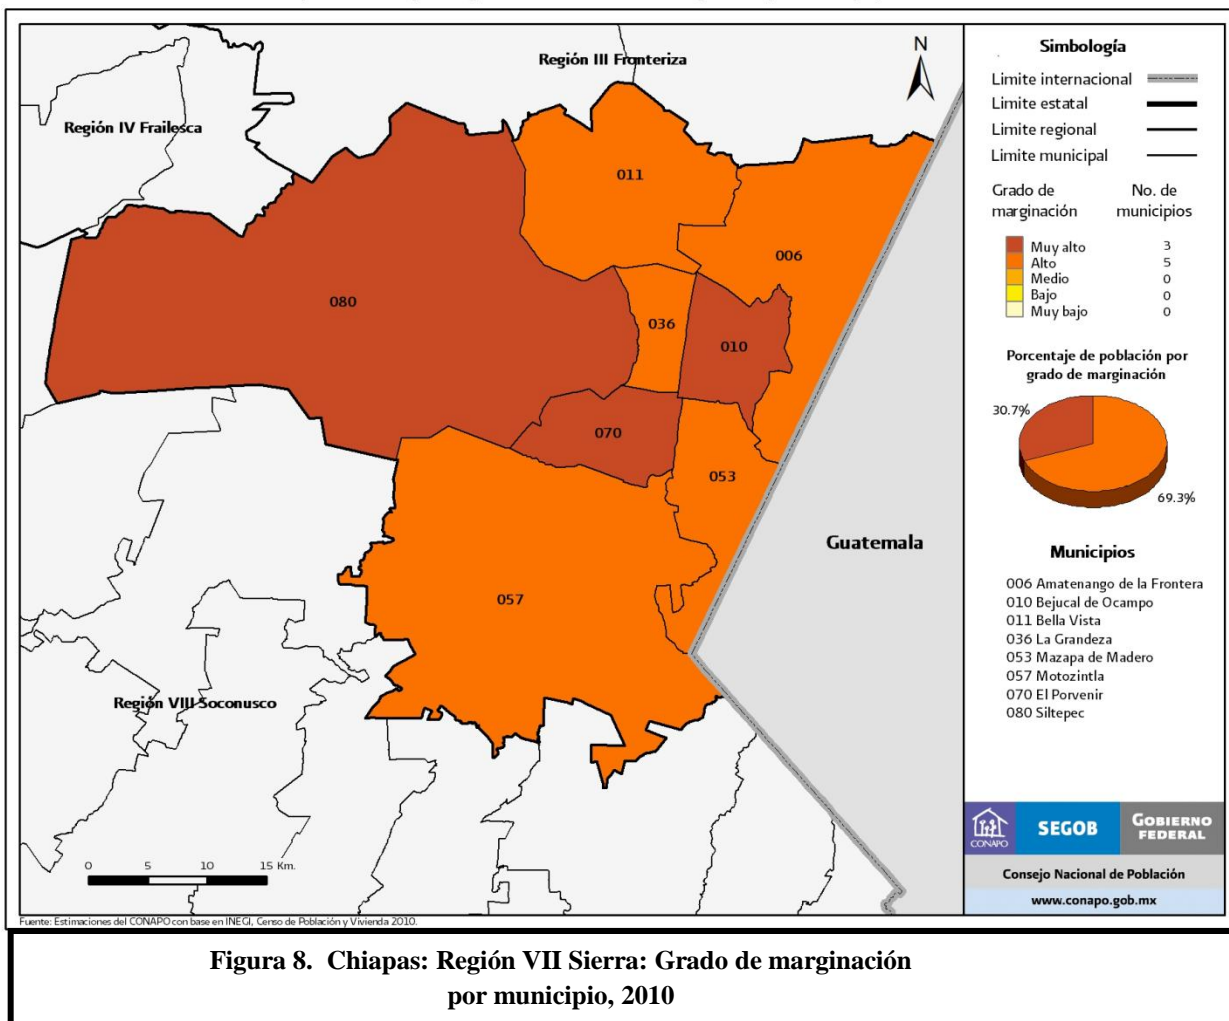 Región III Fronteriza
N
Región IV Frailesca
011
006
080
036
010
070
053
Guatemala
057
Región VIII Soconusco
0 5 10 15 Km.
Fuente: Estimaciones del CONAPO con base en INEGI, Censo de Población y Vivienda 2010.
Simbología
Limite internacional
Limite estatal
Limite regional
Limite municipal
Grado de marginación
No. de municipios
Muy alto 3
Alto 5
Medio 0
Bajo 0
Muy bajo 0
Porcentaje de población por
grado de marginación
30.7%
69.3%
Municipios
006 Amatenango de la Frontera
010 Bejucal de Ocampo
011 Bella Vista
036 La Grandeza
053 Mazapa de Madero
057 Motozintla
070 El Porvenir
080 Siltepec
CONAPO
SEGOB
GOBIERNO
FEDERAL
Consejo Nacional de Población
www.conapo.gob.mx
Figura 8. Chiapas: Región VII Sierra: Grado de marginación
por municipio, 2010